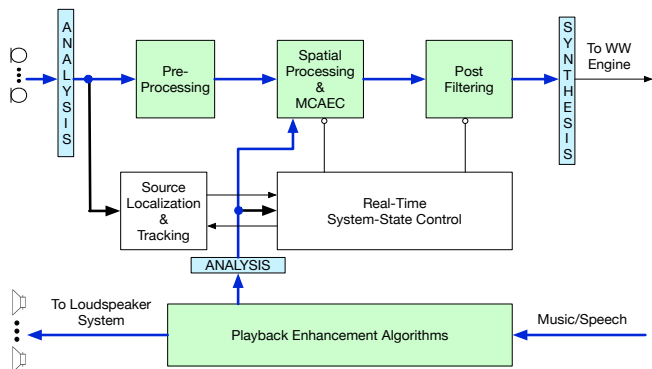 ANALYSIS
Pre-
Processing
Spatial
Processing
&
MCAEC
Post
Filtering
SYNTHESIS
To WW
Engine
Source
Localization
&
Tracking
Real-Time
System-State Control
ANALYSIS
To Loudspeaker
System
Playback Enhancement Algorithms
Music/Speech